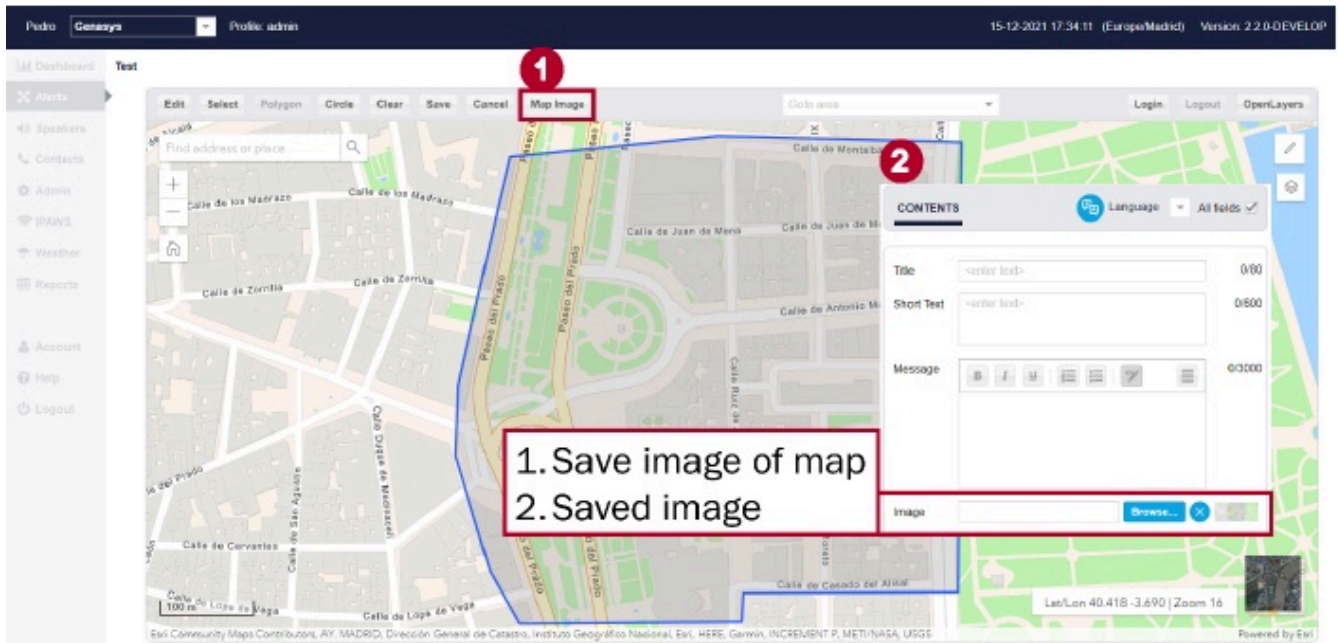 Pedro Genasys Profile: admin 15-12-2021 17:34:11 (Europe/Madrid) Version: 2.2.0-DEVELOP
Dashboard
Test
Alerts
Speakers
Contacts
Admin
IPAWS
Weather
Reports
Account
Help
Logout
1
Edit Select Polygon Circle Clear Save Cancel Map Image Goto area Login Logout OpenLayers
Find address or place
+
−
Calle de los Madrazo
Calle de los Madrazo
Calle de Zorrilla
Calle de Zorrilla
Paseo del Prado
Paseo del Prado
Calle de Juan de Mena
Calle Duque de Medinaceli
Calle de San Agustín
Calle de Cervantes
Calle de Lope de Vega
Calle de Lope de Vega
Calle de Casado del Alisal
100 m
2
CONTENTS Language All fields
Title <enter text> 0/80
Short Text <enter text> 0/600
Message B I U 0/3000
Image Browse...
1. Save image of map
2. Saved image
Lat/Lon 40.418 -3.690 | Zoom 16
Esri Community Maps Contributors, AY. MADRID, Dirección General de Catastro, Instituto Geográfico Nacional, Esri, HERE, Garmin, INCREMENT P, METI/NASA, USGS Powered by Esri